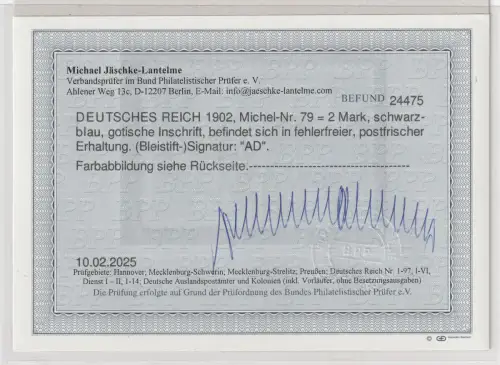 Michael Jäschke-Lantelme
Verbandsprüfer im Bund Philatelistischer Prüfer e. V.
Ahlener Weg 13c, D-12207 Berlin, E-Mail: info@jaeschke-lantelme.com
BEFUND 24475
DEUTSCHES REICH 1902, Michel-Nr. 79 = 2 Mark, schwarz-
blau, gotische Inschrift, befindet sich in fehlerfreier, postfrischer
Erhaltung. (Bleistift-)Signatur: "AD".
Farbabbildung siehe Rückseite.-----------------------------------
BPP
10.02.2025
Prüfgebiete: Hannover, Mecklenburg-Schwerin, Mecklenburg-Strelitz; Preußen; Deutsches Reich Nr. 1-97, I-VI,
Dienst I – II, 1-14; Deutsche Auslandspostämter und Kolonien (inkl. Vorläufer, ohne Besetzungsausgaben)
Die Prüfung erfolgte auf Grund der Prüfordnung des Bundes Philatelistischer Prüfer e.V.